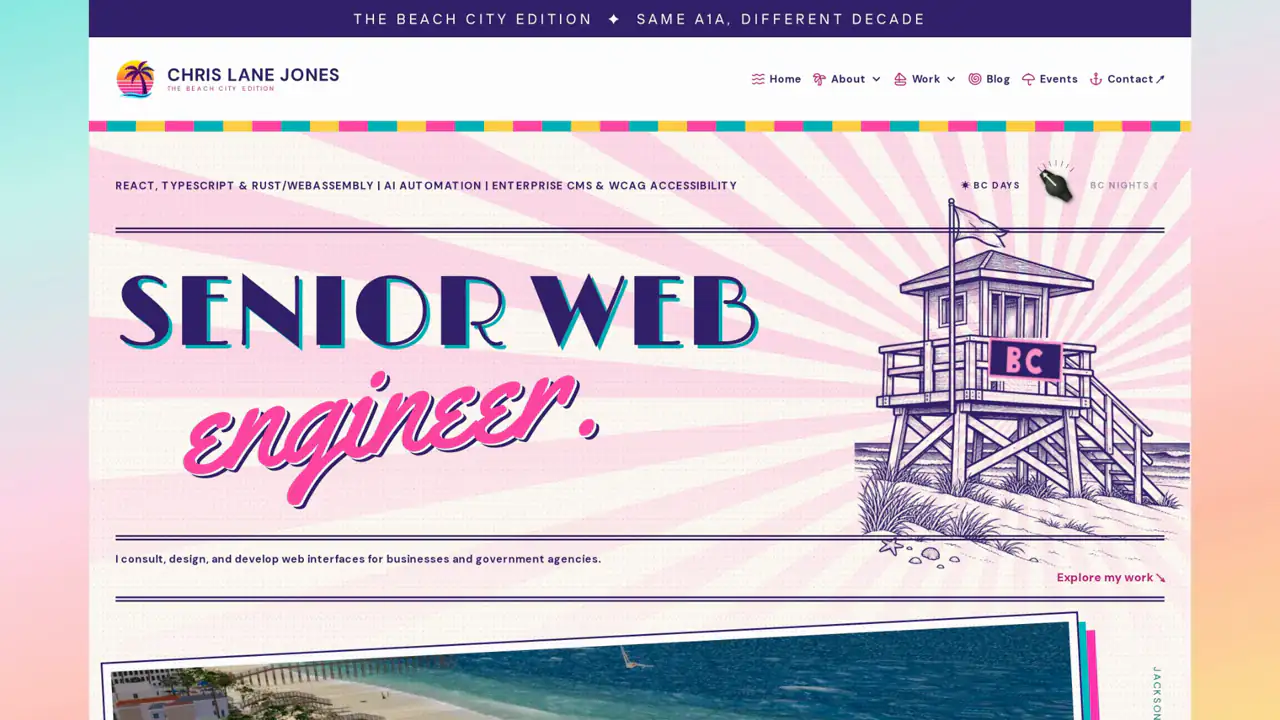 THE BEACH CITY EDITION ✦ SAME A1A, DIFFERENT DECADE
CHRIS LANE JONES
THE BEACH CITY EDITION
Home About Work Blog Events Contact
REACT, TYPESCRIPT & RUST/WEBASSEMBLY | AI AUTOMATION | ENTERPRISE CMS & WCAG ACCESSIBILITY
BC DAYS
BC NIGHTS
SENIOR WEB
engineer.
BC
I consult, design, and develop web interfaces for businesses and government agencies.
Explore my work
JACKSON